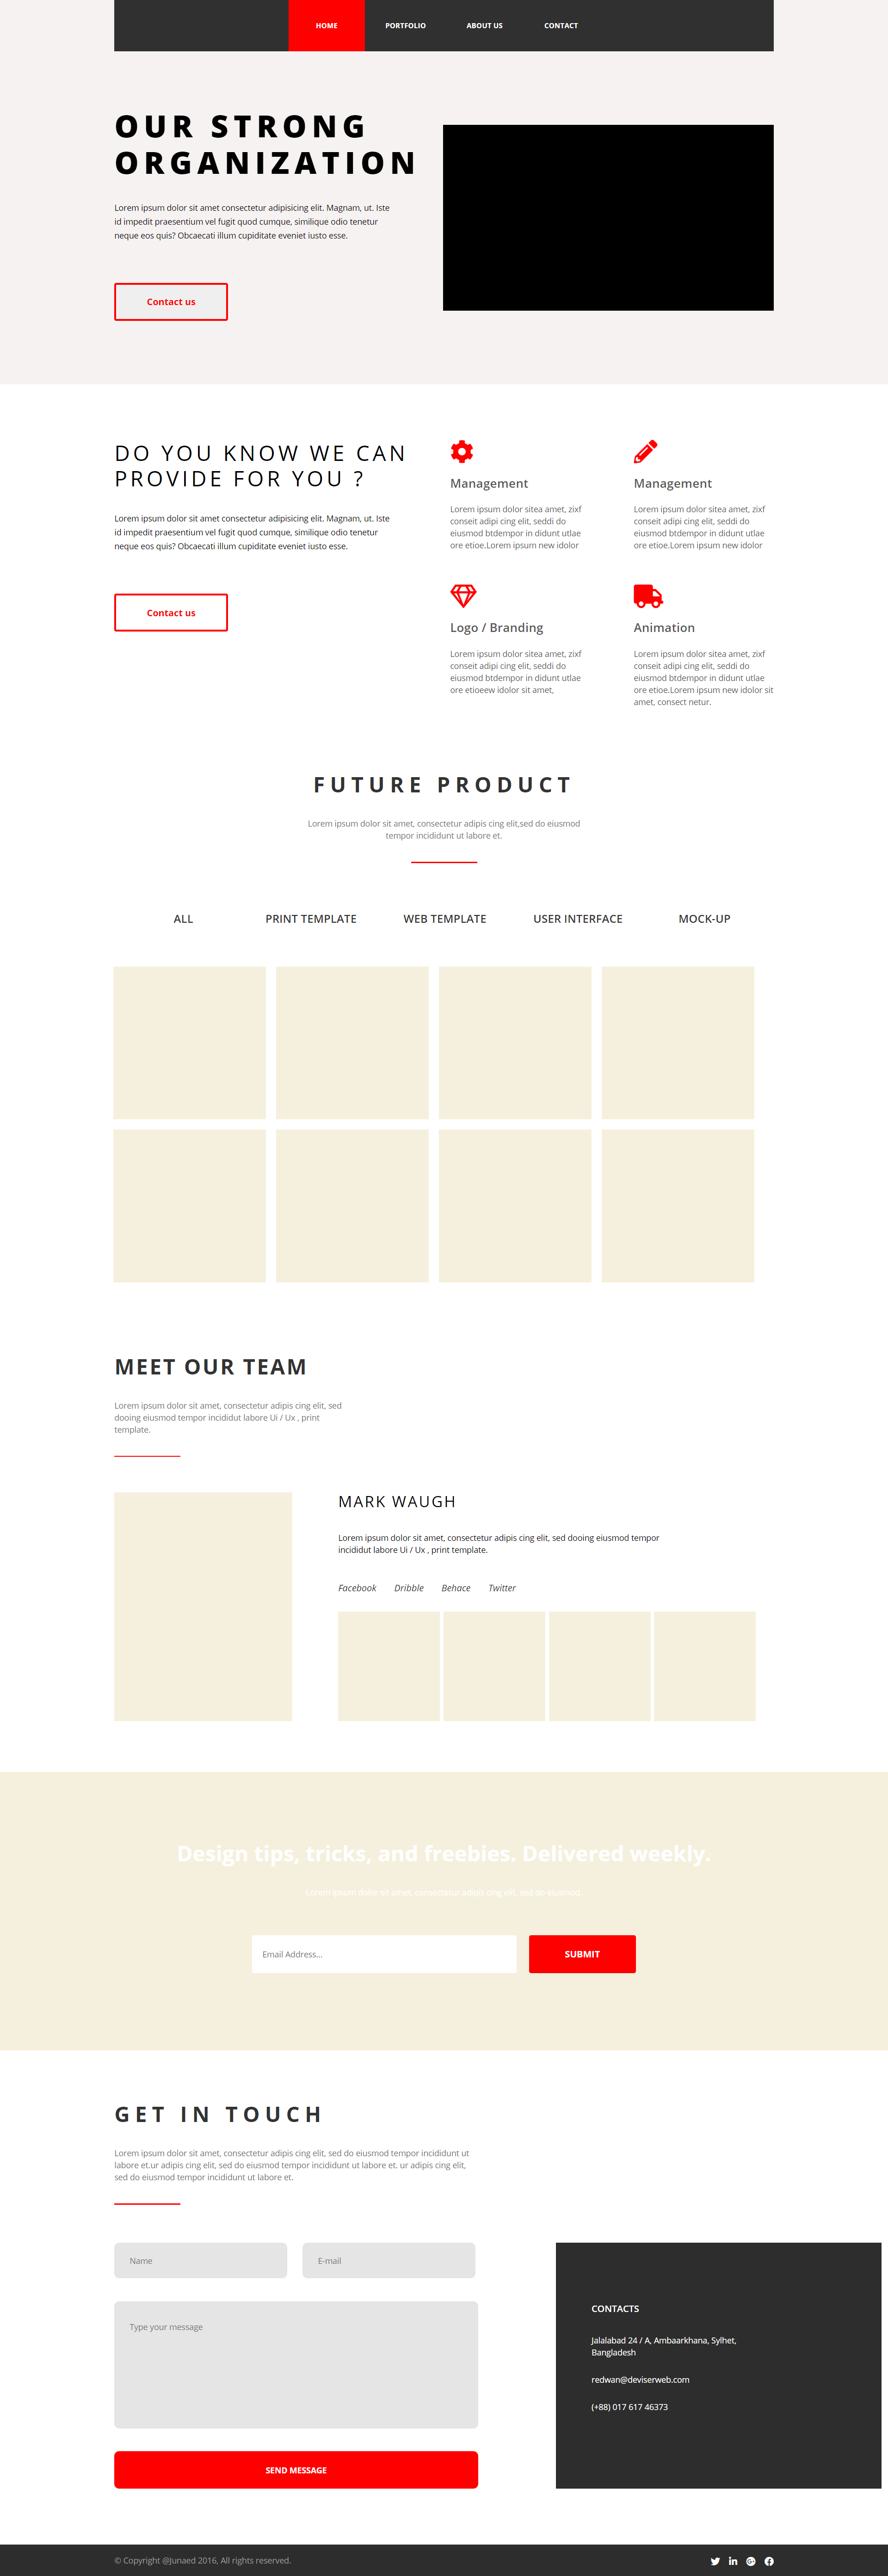 HOME PORTFOLIO ABOUT US CONTACT
OUR STRONG
ORGANIZATION
Lorem ipsum dolor sit amet consectetur adipisicing elit. Magnam, ut. Iste
id impedit praesentium vel fugit quod cumque, similique odio tenetur
neque eos quis? Obcaecati illum cupiditate eveniet iusto esse.
Contact us
DO YOU KNOW WE CAN
PROVIDE FOR YOU ?
Lorem ipsum dolor sit amet consectetur adipisicing elit. Magnam, ut. Iste
id impedit praesentium vel fugit quod cumque, similique odio tenetur
neque eos quis? Obcaecati illum cupiditate eveniet iusto esse.
Contact us
Management
Lorem ipsum dolor sitea amet, zixf
conseit adipi cing elit, seddi do
eiusmod btdempor in didunt utlae
ore etioe.Lorem ipsum new idolor
Management
Lorem ipsum dolor sitea amet, zixf
conseit adipi cing elit, seddi do
eiusmod btdempor in didunt utlae
ore etioe.Lorem ipsum new idolor
Logo / Branding
Lorem ipsum dolor sitea amet, zixf
conseit adipi cing elit, seddi do
eiusmod btdempor in didunt utlae
ore etioeew idolor sit amet,
Animation
Lorem ipsum dolor sitea amet, zixf
conseit adipi cing elit, seddi do
eiusmod btdempor in didunt utlae
ore etioe.Lorem ipsum new idolor sit
amet, consect netur.
FUTURE PRODUCT
Lorem ipsum dolor sit amet, consectetur adipis cing elit,sed do eiusmod
tempor incididunt ut labore et.
ALL PRINT TEMPLATE WEB TEMPLATE USER INTERFACE MOCK-UP
MEET OUR TEAM
Lorem ipsum dolor sit amet, consectetur adipis cing elit, sed
dooing eiusmod tempor incididut labore Ui / Ux , print
template.
MARK WAUGH
Lorem ipsum dolor sit amet, consectetur adipis cing elit, sed dooing eiusmod tempor
incididut labore Ui / Ux , print template.
Facebook Dribble Behace Twitter
Design tips, tricks, and freebies. Delivered weekly.
Lorem ipsum dolor sit amet, consectetur adipis cing elit, sed do eiusmod.
Email Address...
SUBMIT
GET IN TOUCH
Lorem ipsum dolor sit amet, consectetur adipis cing elit, sed do eiusmod tempor incididunt ut
labore et.ur adipis cing elit, sed do eiusmod tempor incididunt ut labore et. ur adipis cing elit,
sed do eiusmod tempor incididunt ut labore et.
Name
E-mail
Type your message
SEND MESSAGE
CONTACTS
Jalalabad 24 / A, Ambaarkhana, Sylhet,
Bangladesh
redwan@deviserweb.com
(+88) 017 617 46373
© Copyright @Junaed 2016, All rights reserved.